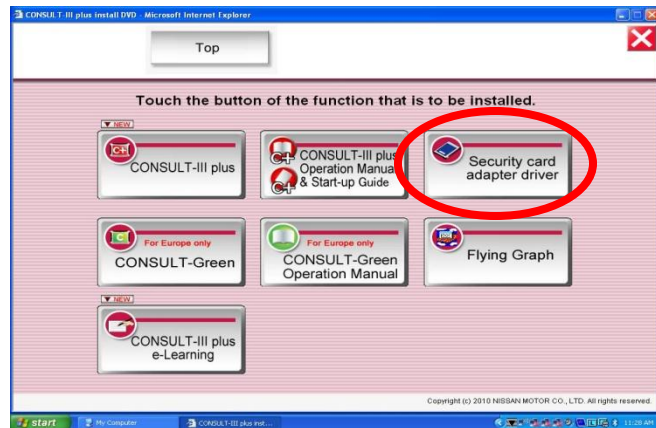 CONSULT-III plus install DVD - Microsoft Internet Explorer
Top
Touch the button of the function that is to be installed.
▼ NEW
C+
CONSULT-III plus
C+
C+
CONSULT-III plus
Operation Manual
& Start-up Guide
Security card
adapter driver
For Europe only
CONSULT-Green
For Europe only
CONSULT-Green
Operation Manual
Flying Graph
▼ NEW
CONSULT-III plus
e-Learning
Copyright (c) 2010 NISSAN MOTOR CO., LTD. All rights reserved.
start
My Computer
CONSULT-III plus inst...
11:28 AM